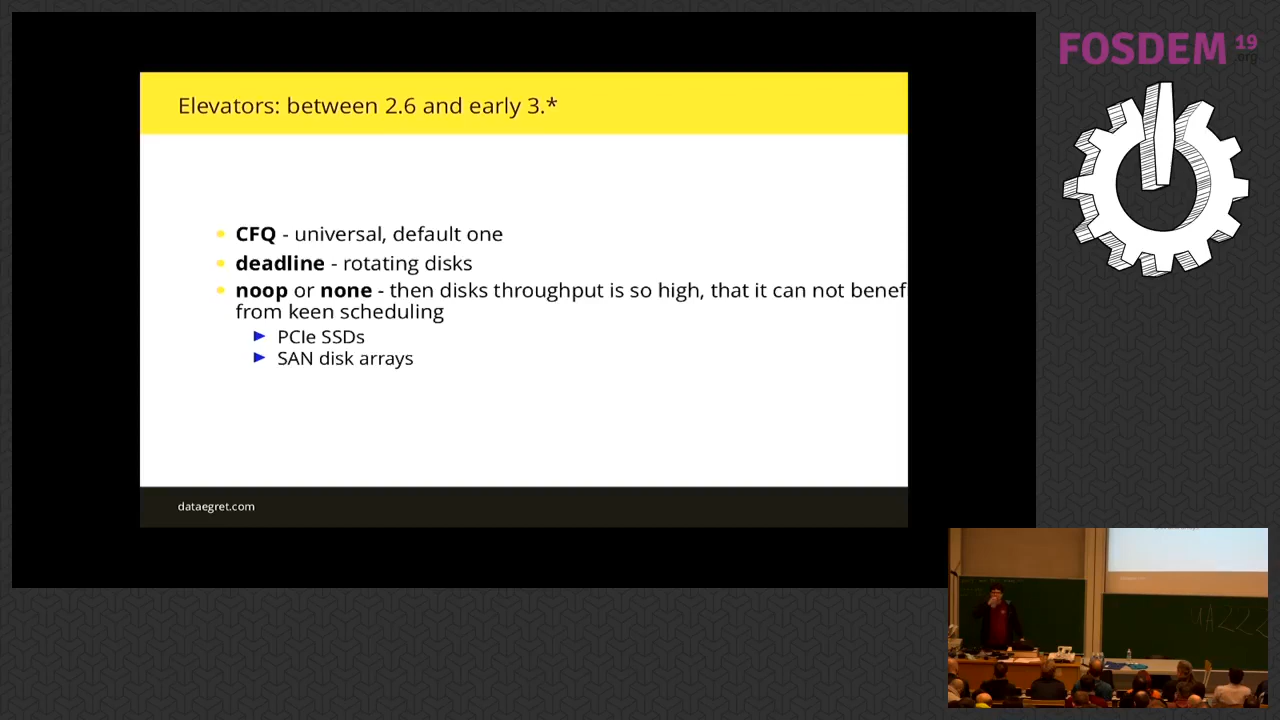 FOSDEM 19
.org
Elevators: between 2.6 and early 3.*
CFQ - universal, default one
deadline - rotating disks
noop or none - then disks throughput is so high, that it can not benef
from keen scheduling
PCIe SSDs
SAN disk arrays
dataegret.com